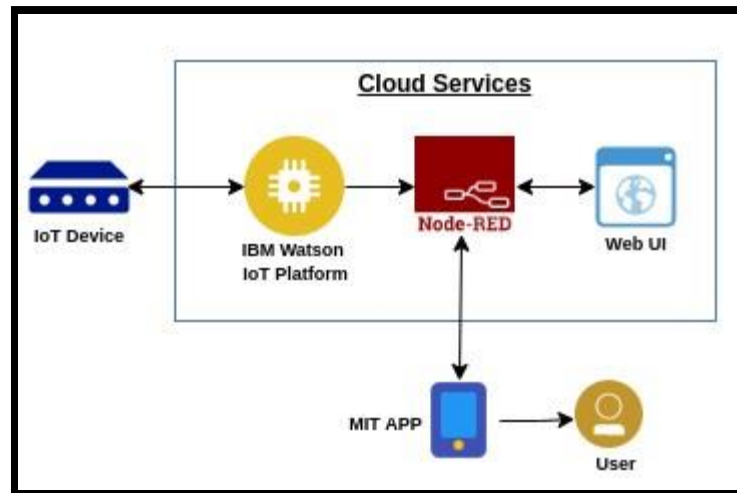 Cloud Services
IoT Device
IBM Watson
IoT Platform
Node-RED
Web UI
MIT APP
User